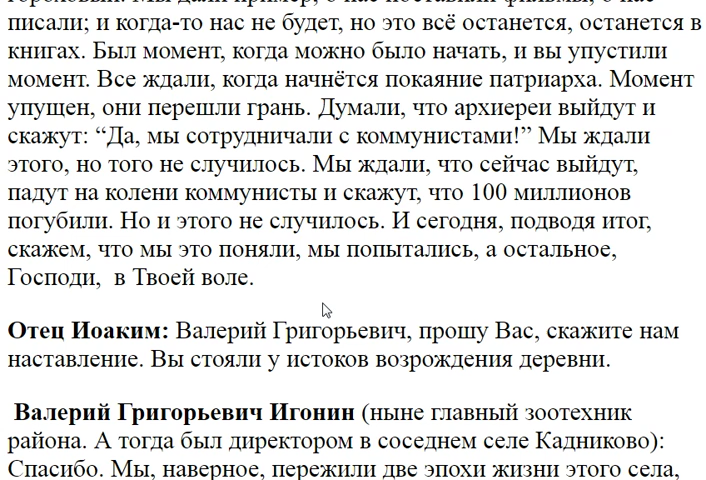 писали; и когда-то нас не будет, но это всё останется, останется в
книгах. Был момент, когда можно было начать, и вы упустили
момент. Все ждали, когда начнётся покаяние патриарха. Момент
упущен, они перешли грань. Думали, что архиереи выйдут и
скажут: “Да, мы сотрудничали с коммунистами!” Мы ждали
этого, но того не случилось. Мы ждали, что сейчас выйдут,
падут на колени коммунисты и скажут, что 100 миллионов
погубили. Но и этого не случилось. И сегодня, подводя итог,
скажем, что мы это поняли, мы попытались, а остальное,
Господи,  в Твоей воле.
Отец Иоаким: Валерий Григорьевич, прошу Вас, скажите нам
наставление. Вы стояли у истоков возрождения деревни.
Валерий Григорьевич Игонин (ныне главный зоотехник
района. А тогда был директором в соседнем селе Кадниково):
Спасибо. Мы, наверное, пережили две эпохи жизни этого села,